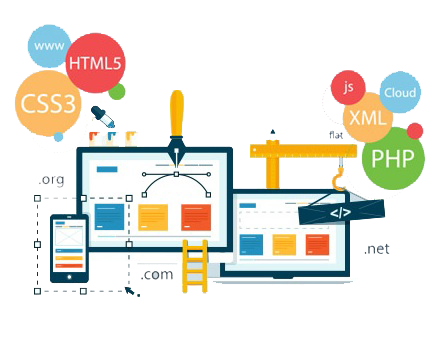 www
HTML5
CSS3
js
Cloud
XML
flat
PHP
.org
</>
.com
.net